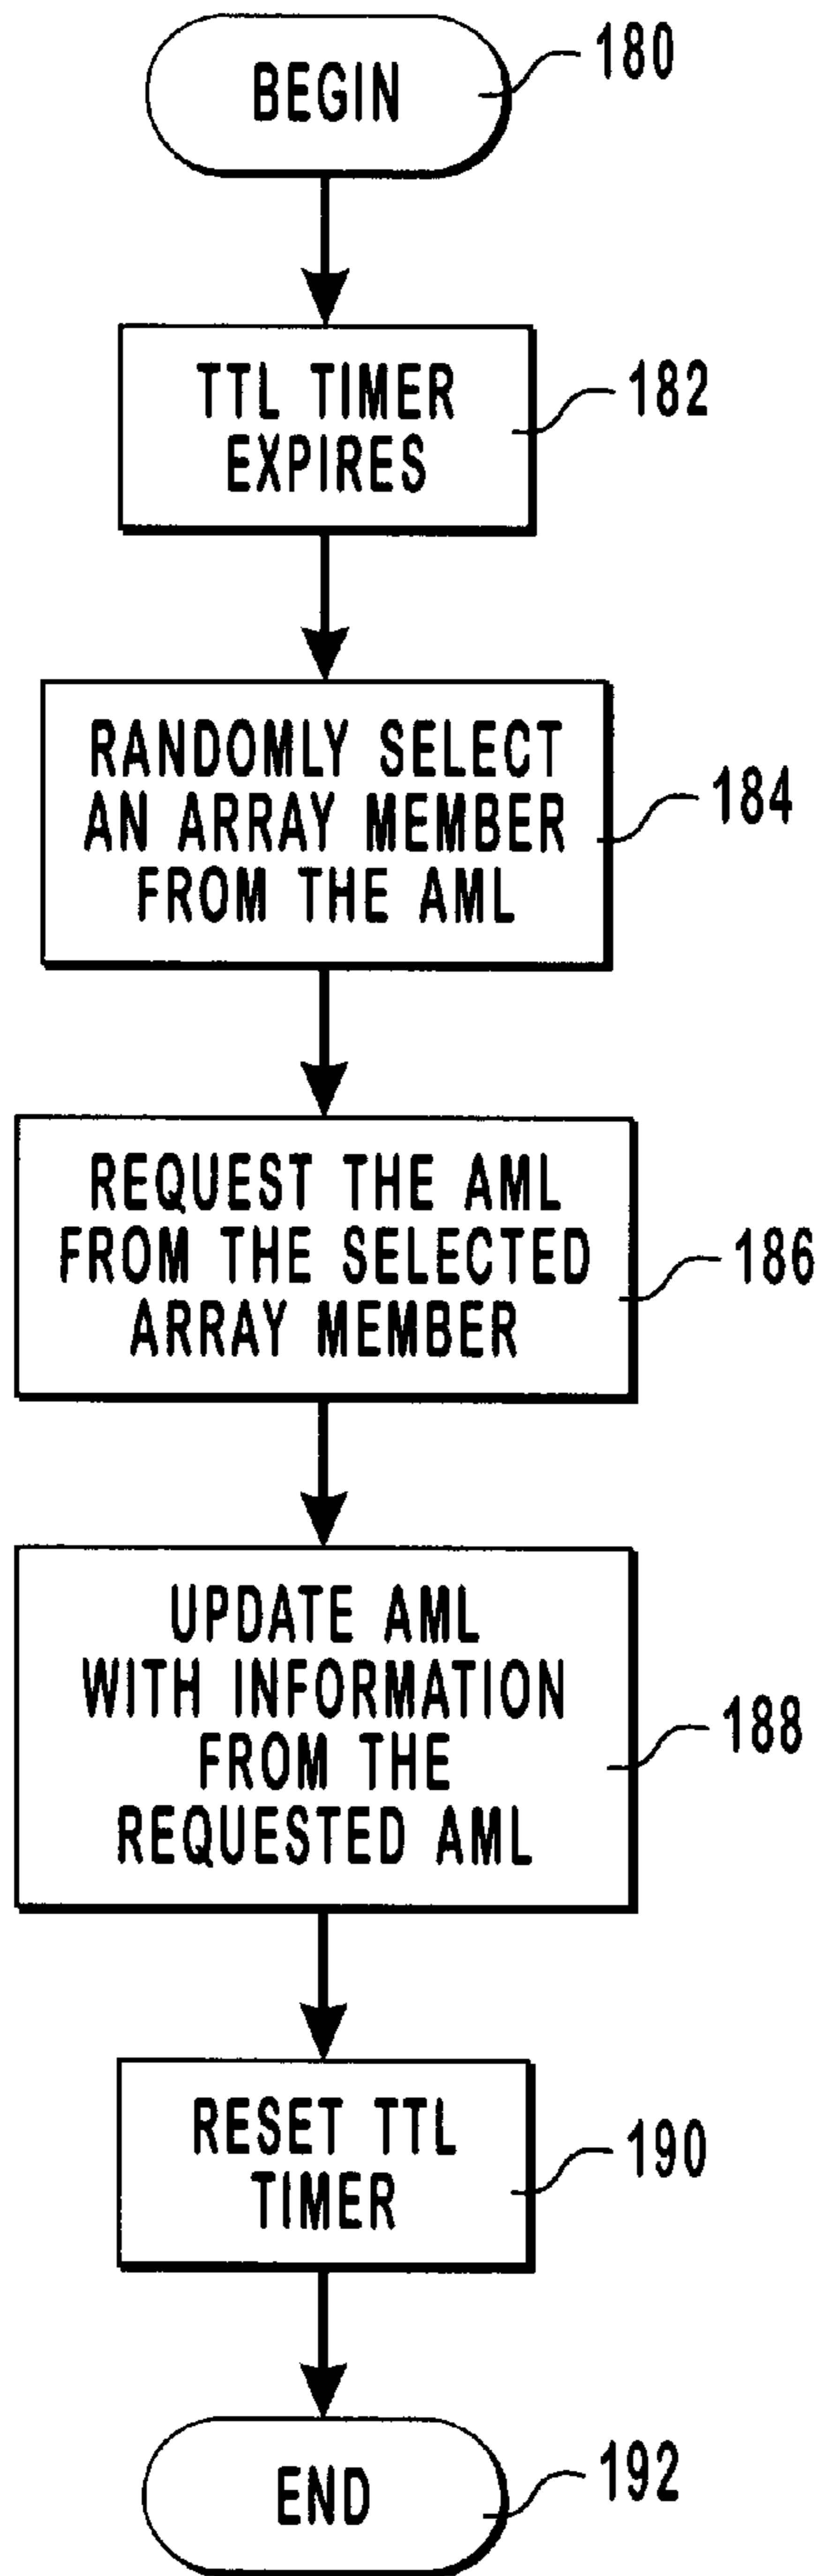 BEGIN
180
TTL TIMER
EXPIRES
182
RANDOMLY SELECT
AN ARRAY MEMBER
FROM THE AML
184
REQUEST THE AML
FROM THE SELECTED
ARRAY MEMBER
186
UPDATE AML
WITH INFORMATION
FROM THE
REQUESTED AML
188
RESET TTL
TIMER
190
END
192